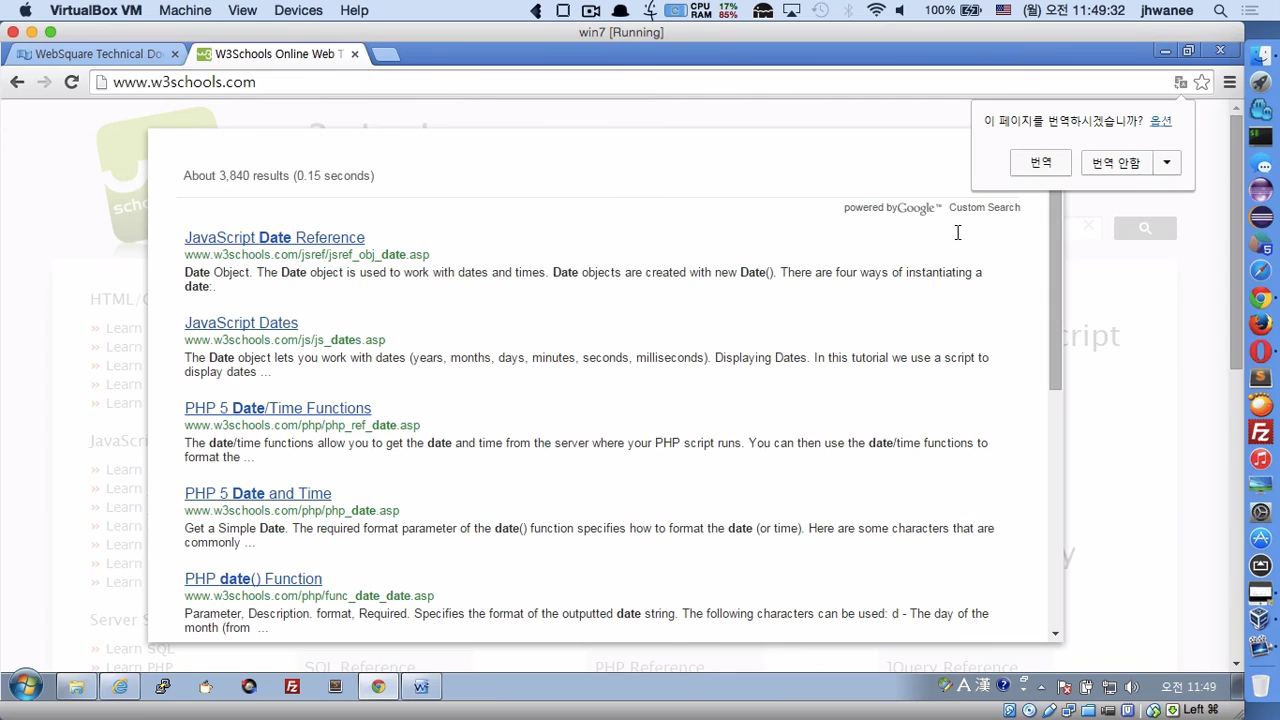 VirtualBox VM Machine View Devices Help
CPU 17%
RAM 85%
100% (월) 오전 11:49:32 jhwanee
win7 [Running]
WebSquare Technical Do
W3Schools Online Web T
www.w3schools.com
이 페이지를 번역하시겠습니까? 옵션
번역 번역 안함
About 3,840 results (0.15 seconds)
powered by Google™ Custom Search
JavaScript Date Reference
www.w3schools.com/jsref/jsref_obj_date.asp
Date Object. The Date object is used to work with dates and times. Date objects are created with new Date(). There are four ways of instantiating a
date:.
JavaScript Dates
www.w3schools.com/js/js_dates.asp
The Date object lets you work with dates (years, months, days, minutes, seconds, milliseconds). Displaying Dates. In this tutorial we use a script to
display dates ...
PHP 5 Date/Time Functions
www.w3schools.com/php/php_ref_date.asp
The date/time functions allow you to get the date and time from the server where your PHP script runs. You can then use the date/time functions to
format the ...
PHP 5 Date and Time
www.w3schools.com/php/php_date.asp
Get a Simple Date. The required format parameter of the date() function specifies how to format the date (or time). Here are some characters that are
commonly ...
PHP date() Function
www.w3schools.com/php/func_date_date.asp
Parameter, Description. format, Required. Specifies the format of the outputted date string. The following characters can be used: d - The day of the
month (from ...
HTML/C
» Learn
» Learn
» Learn
» Learn
JavaScr
» Learn
» Learn
» Learn
» Learn
» Learn
» Learn
» Learn
Server S
» Learn SQL
» Learn PHP
SQL Reference
PHP Reference
JQuery Reference
script
A 漢
오전 11:49
Left ⌘